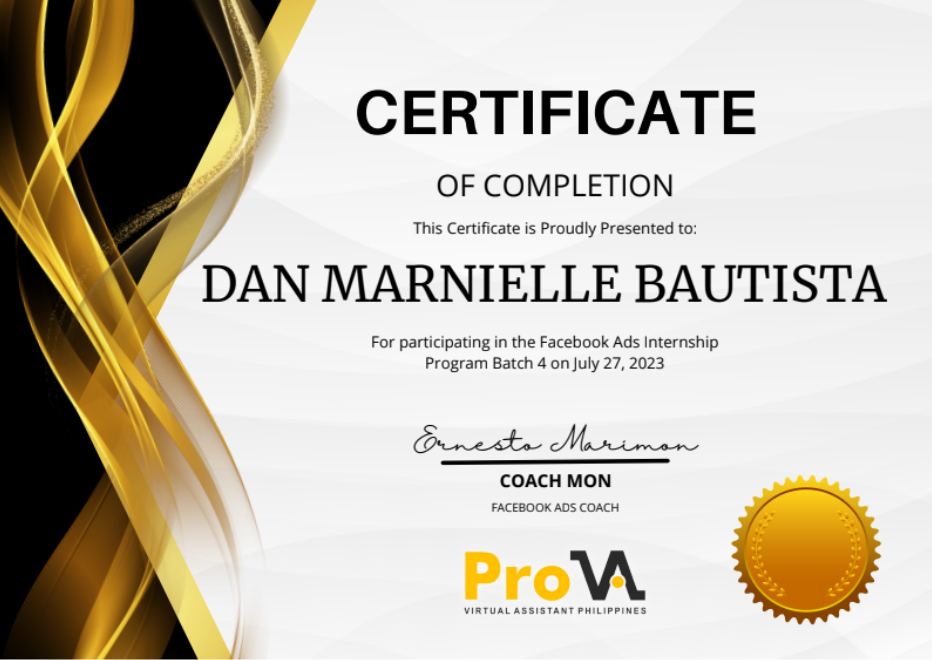 CERTIFICATE
OF COMPLETION
This Certificate is Proudly Presented to:
DAN MARNIELLE BAUTISTA
For participating in the Facebook Ads Internship
Program Batch 4 on July 27, 2023
Ernesto Marimon
COACH MON
FACEBOOK ADS COACH
ProVA
VIRTUAL ASSISTANT PHILIPPINES